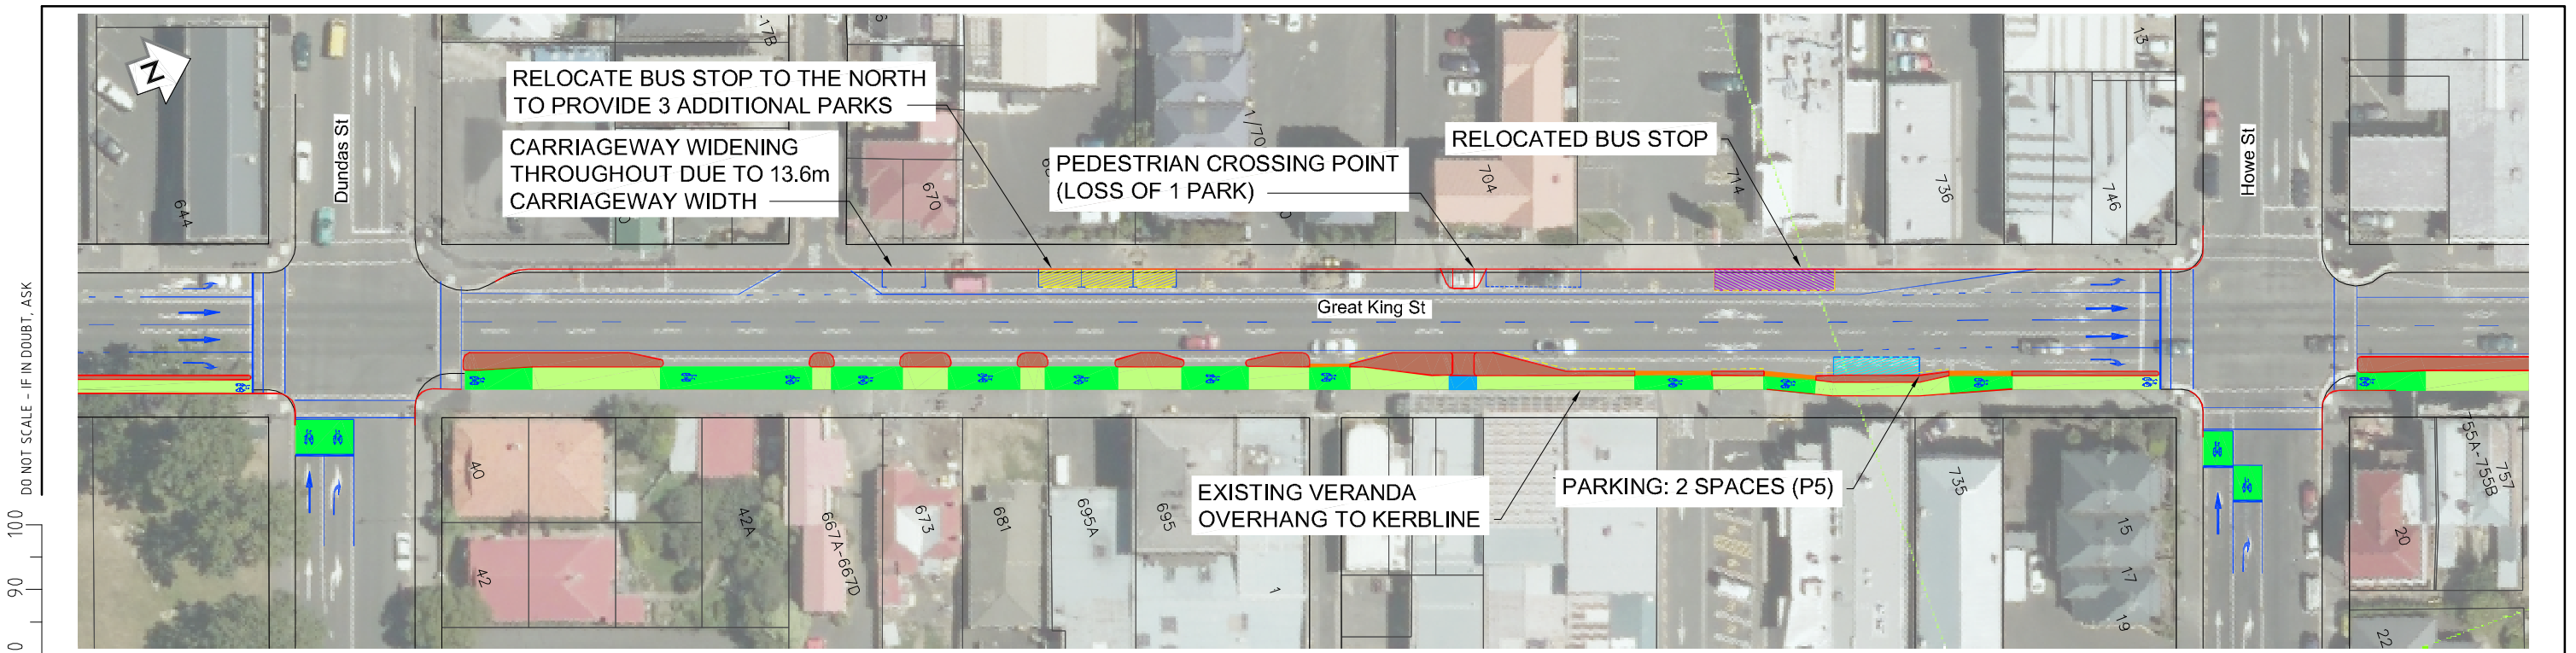 N
Dundas St
Howe St
RELOCATE BUS STOP TO THE NORTH
TO PROVIDE 3 ADDITIONAL PARKS
CARRIAGEWAY WIDENING
THROUGHOUT DUE TO 13.6m
CARRIAGEWAY WIDTH
PEDESTRIAN CROSSING POINT
(LOSS OF 1 PARK)
RELOCATED BUS STOP
644
670
704
714
736
746
13
Great King St
EXISTING VERANDA
OVERHANG TO KERBLINE
PARKING: 2 SPACES (P5)
40
42
42A
667A-667D
673
681
695A
695
1
735
15
17
19
755A-755B
757
20
22
DO NOT SCALE - IF IN DOUBT, ASK
100
90